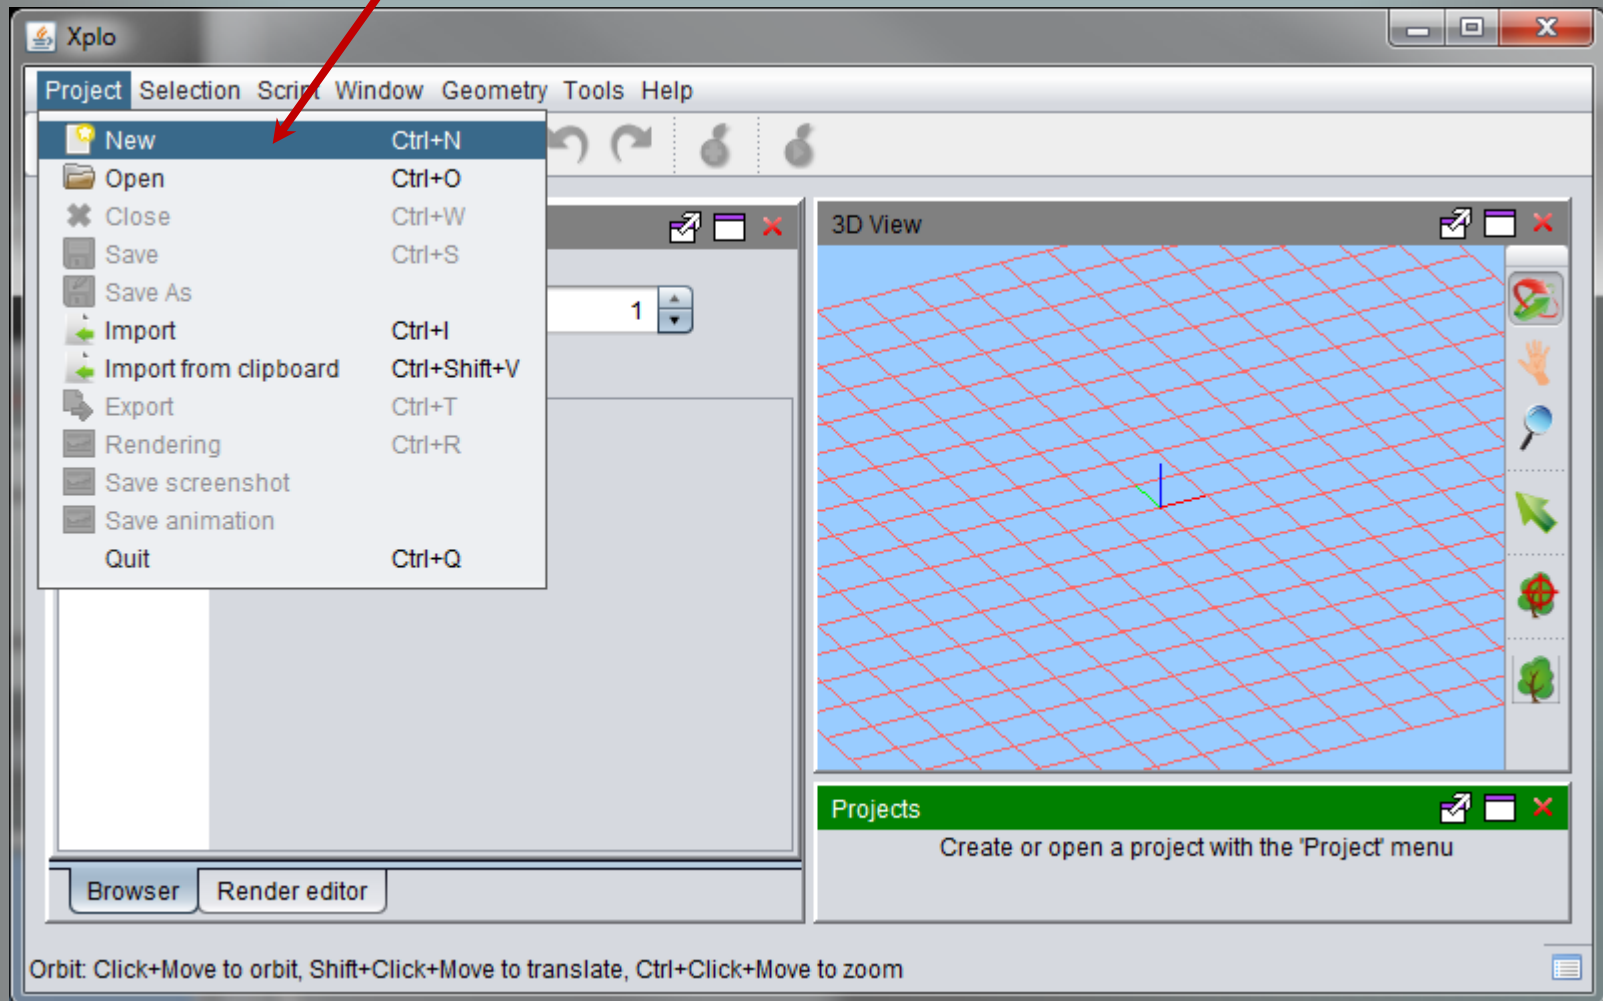 Xplo
Project Selection Script Window Geometry Tools Help
New Ctrl+N
Open Ctrl+O
Close Ctrl+W
Save Ctrl+S
Save As
Import Ctrl+I
Import from clipboard Ctrl+Shift+V
Export Ctrl+T
Rendering Ctrl+R
Save screenshot
Save animation
Quit Ctrl+Q
1
3D View
Projects
Create or open a project with the 'Project' menu
Browser Render editor
Orbit: Click+Move to orbit, Shift+Click+Move to translate, Ctrl+Click+Move to zoom